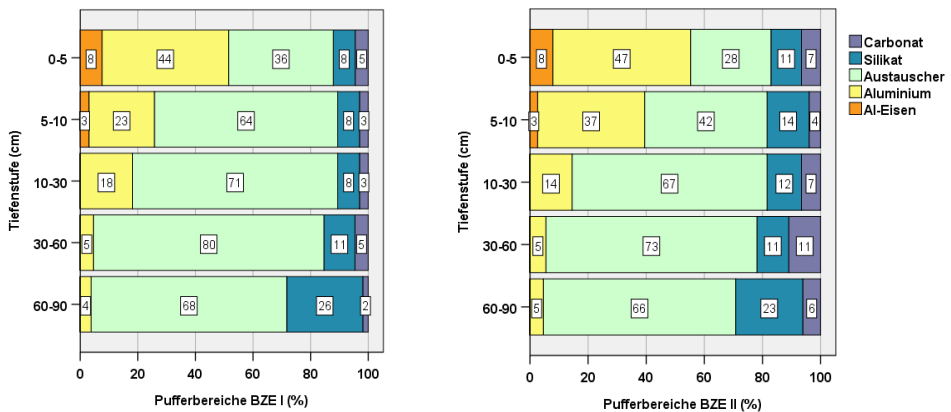 Tiefenstufe (cm)
0-5
8 44 36 8 5
5-10
3 23 64 8 3
10-30
18 71 8 3
30-60
5 80 11 5
60-90
4 68 26 2
0 20 40 60 80 100
Pufferbereiche BZE I (%)
Tiefenstufe (cm)
0-5
8 47 28 11 7
5-10
3 37 42 14 4
10-30
14 67 12 7
30-60
5 73 11 11
60-90
5 66 23 6
0 20 40 60 80 100
Pufferbereiche BZE II (%)
Carbonat
Silikat
Austauscher
Aluminium
Al-Eisen